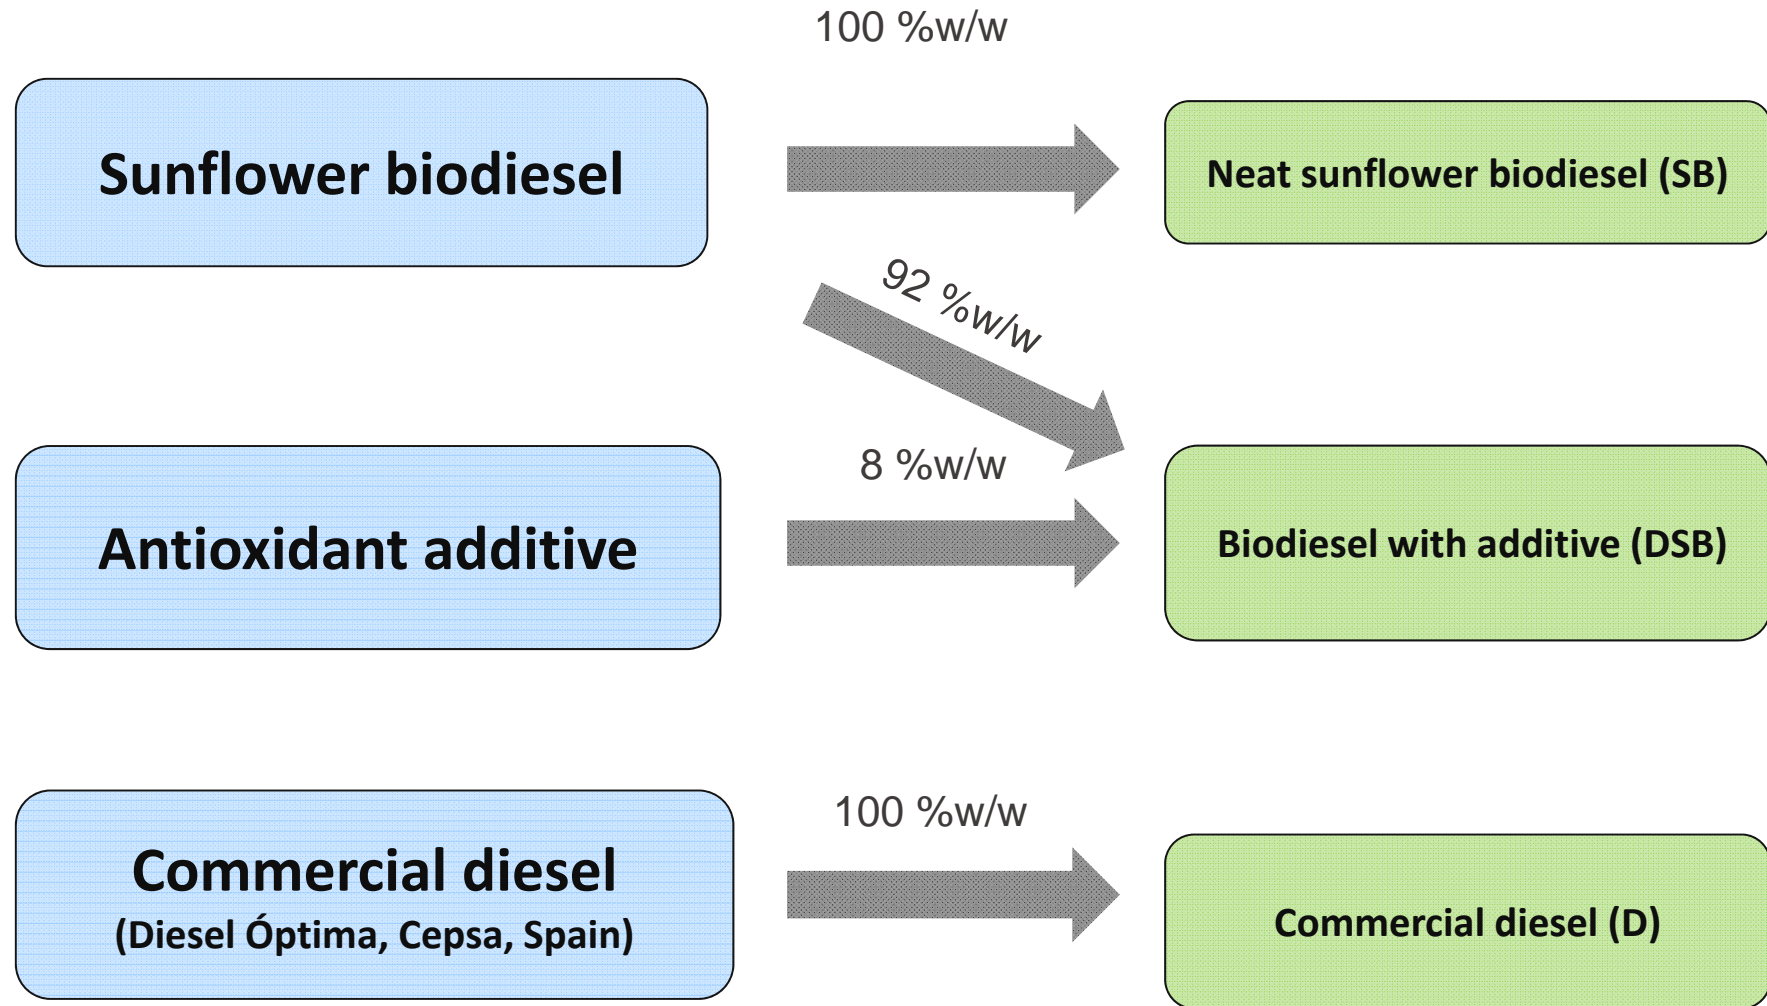 100 %w/w
Sunflower biodiesel
Neat sunflower biodiesel (SB)
92 %w/w
8 %w/w
Antioxidant additive
Biodiesel with additive (DSB)
100 %w/w
Commercial diesel
(Diesel Óptima, Cepsa, Spain)
Commercial diesel (D)